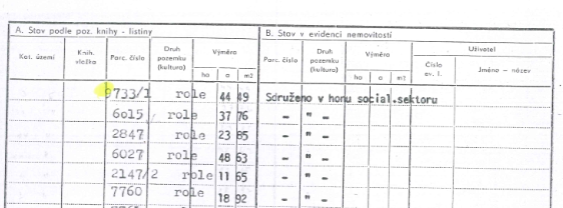 A. Stav podle poz. knihy - listiny B. Stav v evidenci nemovitostí
Kat. území Knih. vložka Parc. číslo Druh pozemku (kultura) Výměra ha a m2 Parc. číslo Druh pozemku (kultura) Výměra ha a m2 Uživatel Číslo ev. l. Jméno - název
9733/1 role 44 49 Sdruženo v honu social.sektoru
6015 role 37 76 - " -
2847 role 23 85 - " -
6027 role 48 63 - " -
2147/2 role 11 65 - " -
7760 role 18 92 - " -